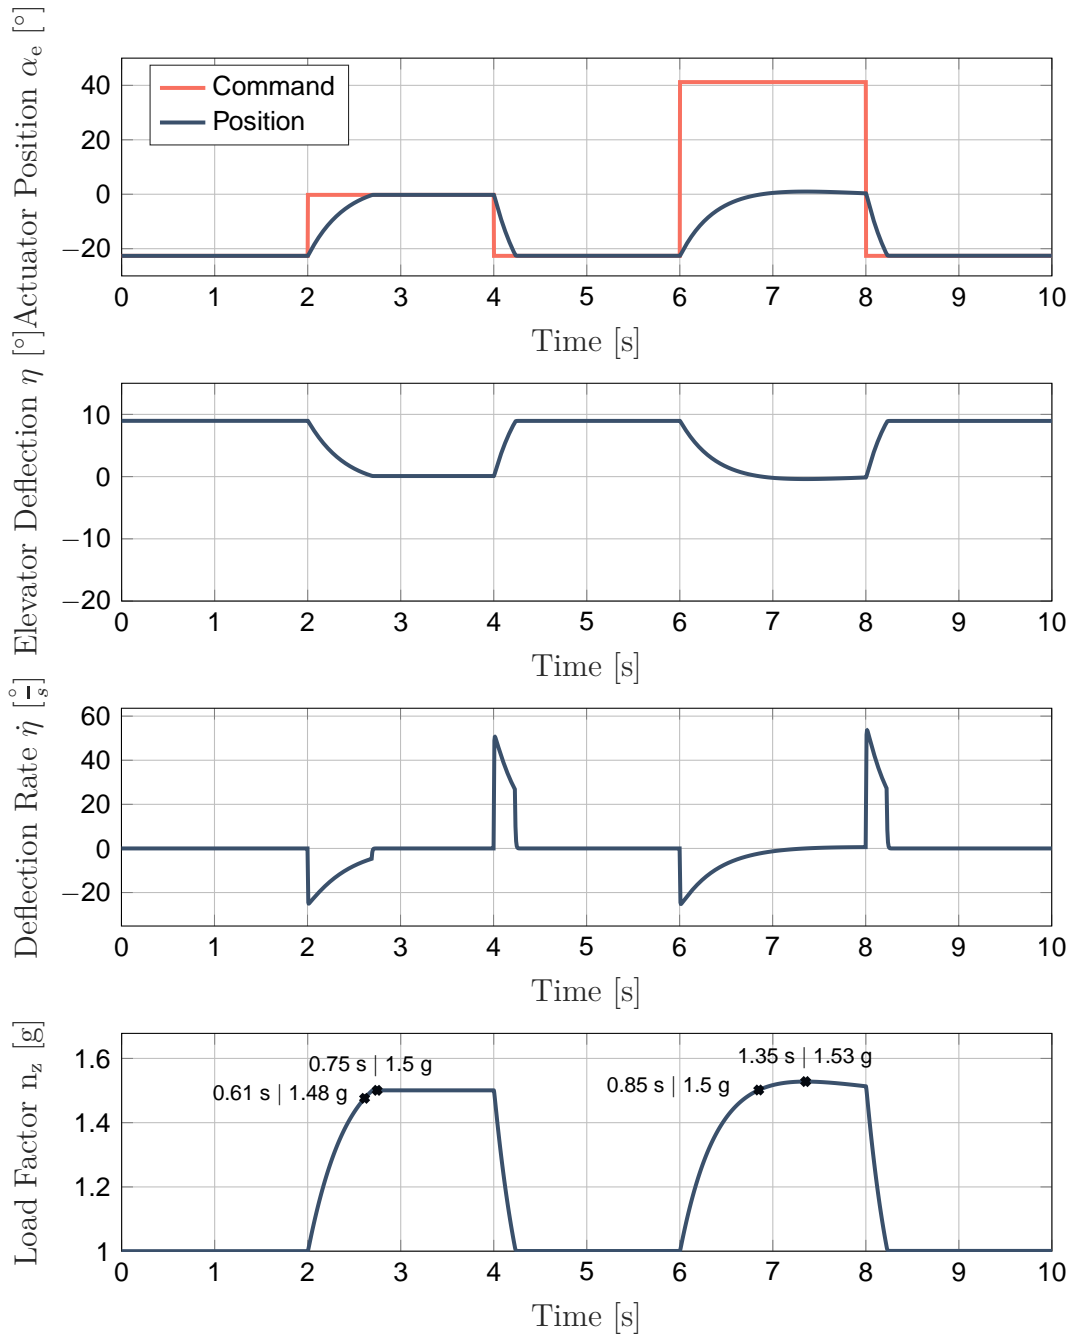 Actuator Position αe [°]
40
20
0
−20
Command
Position
0 1 2 3 4 5 6 7 8 9 10
Time [s]
Elevator Deflection η [°]
10
0
−10
−20
0 1 2 3 4 5 6 7 8 9 10
Time [s]
Deflection Rate η̇ [°/s]
60
40
20
0
−20
0 1 2 3 4 5 6 7 8 9 10
Time [s]
Load Factor nz [g]
1.6
1.4
1.2
1
0.75 s | 1.5 g
0.61 s | 1.48 g
1.35 s | 1.53 g
0.85 s | 1.5 g
0 1 2 3 4 5 6 7 8 9 10
Time [s]